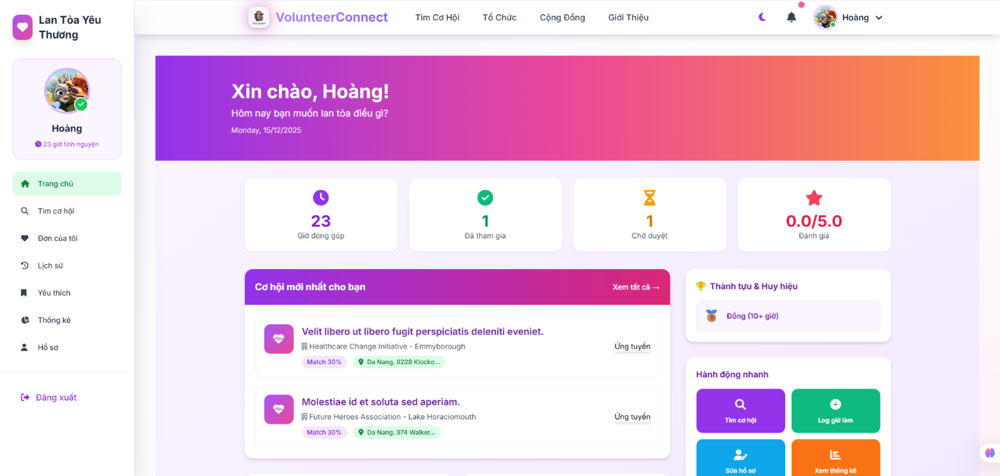 Lan Tỏa Yêu
Thương
Hoàng
23 giờ tình nguyện
Trang chủ
Tìm cơ hội
Đơn của tôi
Lịch sử
Yêu thích
Thống kê
Hồ sơ
Đăng xuất
VolunteerConnect
Tìm Cơ Hội
Tổ Chức
Cộng Đồng
Giới Thiệu
Hoàng
Xin chào, Hoàng!
Hôm nay bạn muốn lan tỏa điều gì?
Monday, 15/12/2025
23
Giờ đóng góp
1
Đã tham gia
1
Chờ duyệt
0.0/5.0
Đánh giá
Cơ hội mới nhất cho bạn
Xem tất cả →
Velit libero ut libero fugit perspiciatis deleniti eveniet.
Healthcare Change Initiative - Emmyborough
Match 30%
Da Nang, 8228 Klocko...
Ứng tuyển
Molestiae id et soluta sed aperiam.
Future Heroes Association - Lake Horaciomouth
Match 30%
Da Nang, 974 Walker...
Ứng tuyển
Thành tựu & Huy hiệu
Đồng (10+ giờ)
Hành động nhanh
Tìm cơ hội
Log giờ làm
Sửa hồ sơ
Xem thống kê